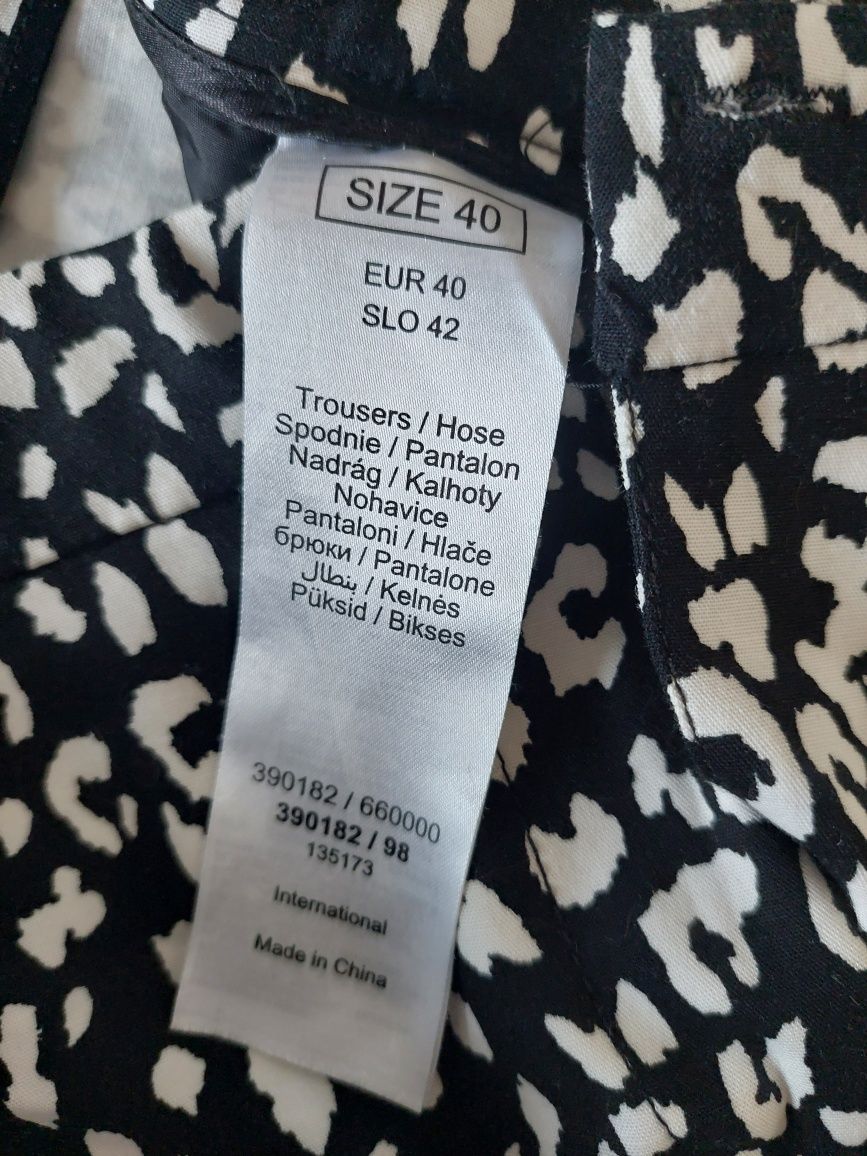 SIZE 40
EUR 40
SLO 42
Trousers / Hose
Spodnie / Pantalon
Nadrág / Kalhoty
Nohavice
Pantaloni / Hlače
брюки / Pantalone
بنطال / Kelnės
Püksid / Bikses
390182 / 660000
390182 / 98
135173
International
Made in China